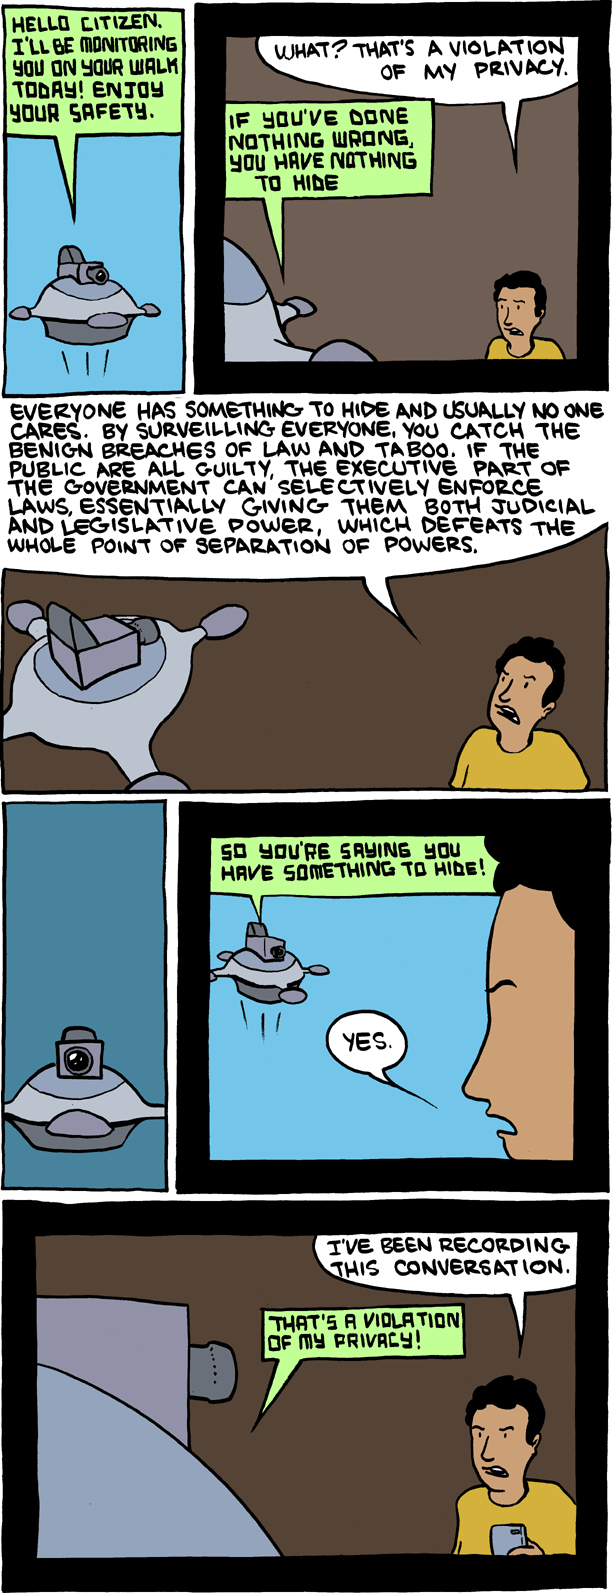 HELLO CITIZEN.
I'LL BE MONITORING
YOU ON YOUR WALK
TODAY! ENJOY
YOUR SAFETY.
WHAT? THAT'S A VIOLATION
OF MY PRIVACY.
IF YOU'VE DONE
NOTHING WRONG,
YOU HAVE NOTHING
TO HIDE
EVERYONE HAS SOMETHING TO HIDE AND USUALLY NO ONE
CARES. BY SURVEILLING EVERYONE, YOU CATCH THE
BENIGN BREACHES OF LAW AND TABOO. IF THE
PUBLIC ARE ALL GUILTY, THE EXECUTIVE PART OF
THE GOVERNMENT CAN SELECTIVELY ENFORCE
LAWS, ESSENTIALLY GIVING THEM BOTH JUDICIAL
AND LEGISLATIVE POWER, WHICH DEFEATS THE
WHOLE POINT OF SEPARATION OF POWERS.
SO YOU'RE SAYING YOU
HAVE SOMETHING TO HIDE!
YES.
I'VE BEEN RECORDING
THIS CONVERSATION.
THAT'S A VIOLATION
OF MY PRIVACY!